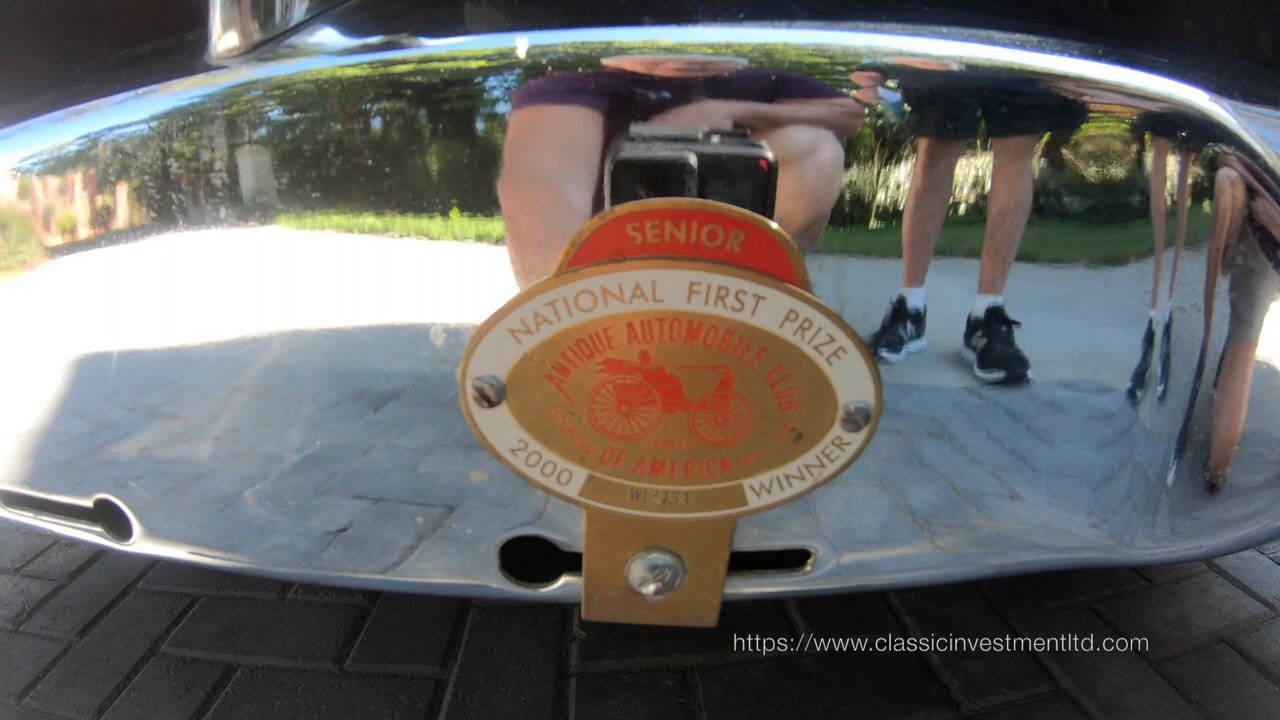 SENIOR
NATIONAL FIRST PRIZE
ANTIQUE AUTOMOBILE CLUB
OF AMERICA
2000 WINNER
https://www.classicinvestmentltd.com